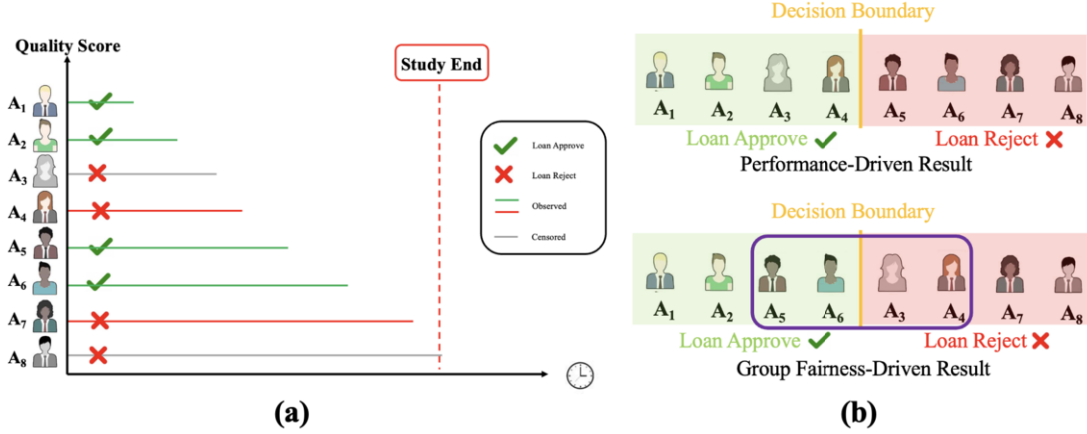 Quality Score
Study End
A1
A2
A3
A4
A5
A6
A7
A8
Loan Approve
Loan Reject
Observed
Censored
(a)
Decision Boundary
A1 A2 A3 A4 A5 A6 A7 A8
Loan Approve Loan Reject
Performance-Driven Result
Decision Boundary
A1 A2 A5 A6 A3 A4 A7 A8
Loan Approve Loan Reject
Group Fairness-Driven Result
(b)